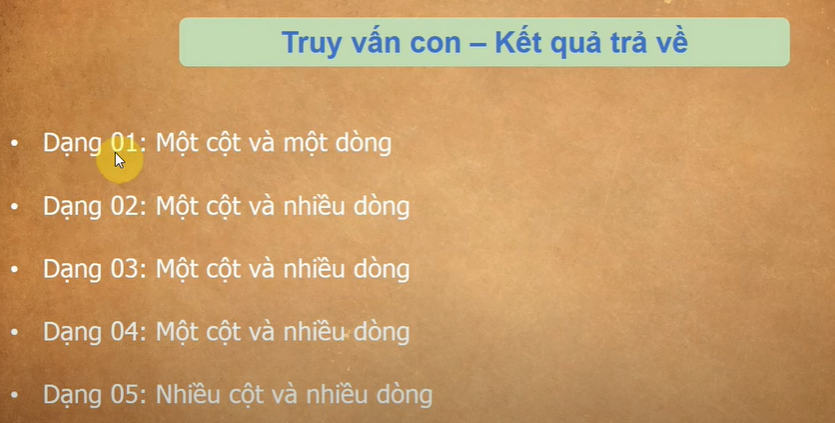 Truy vấn con – Kết quả trả về
• Dạng 01: Một cột và một dòng
• Dạng 02: Một cột và nhiều dòng
• Dạng 03: Một cột và nhiều dòng
• Dạng 04: Một cột và nhiều dòng
• Dạng 05: Nhiều cột và nhiều dòng